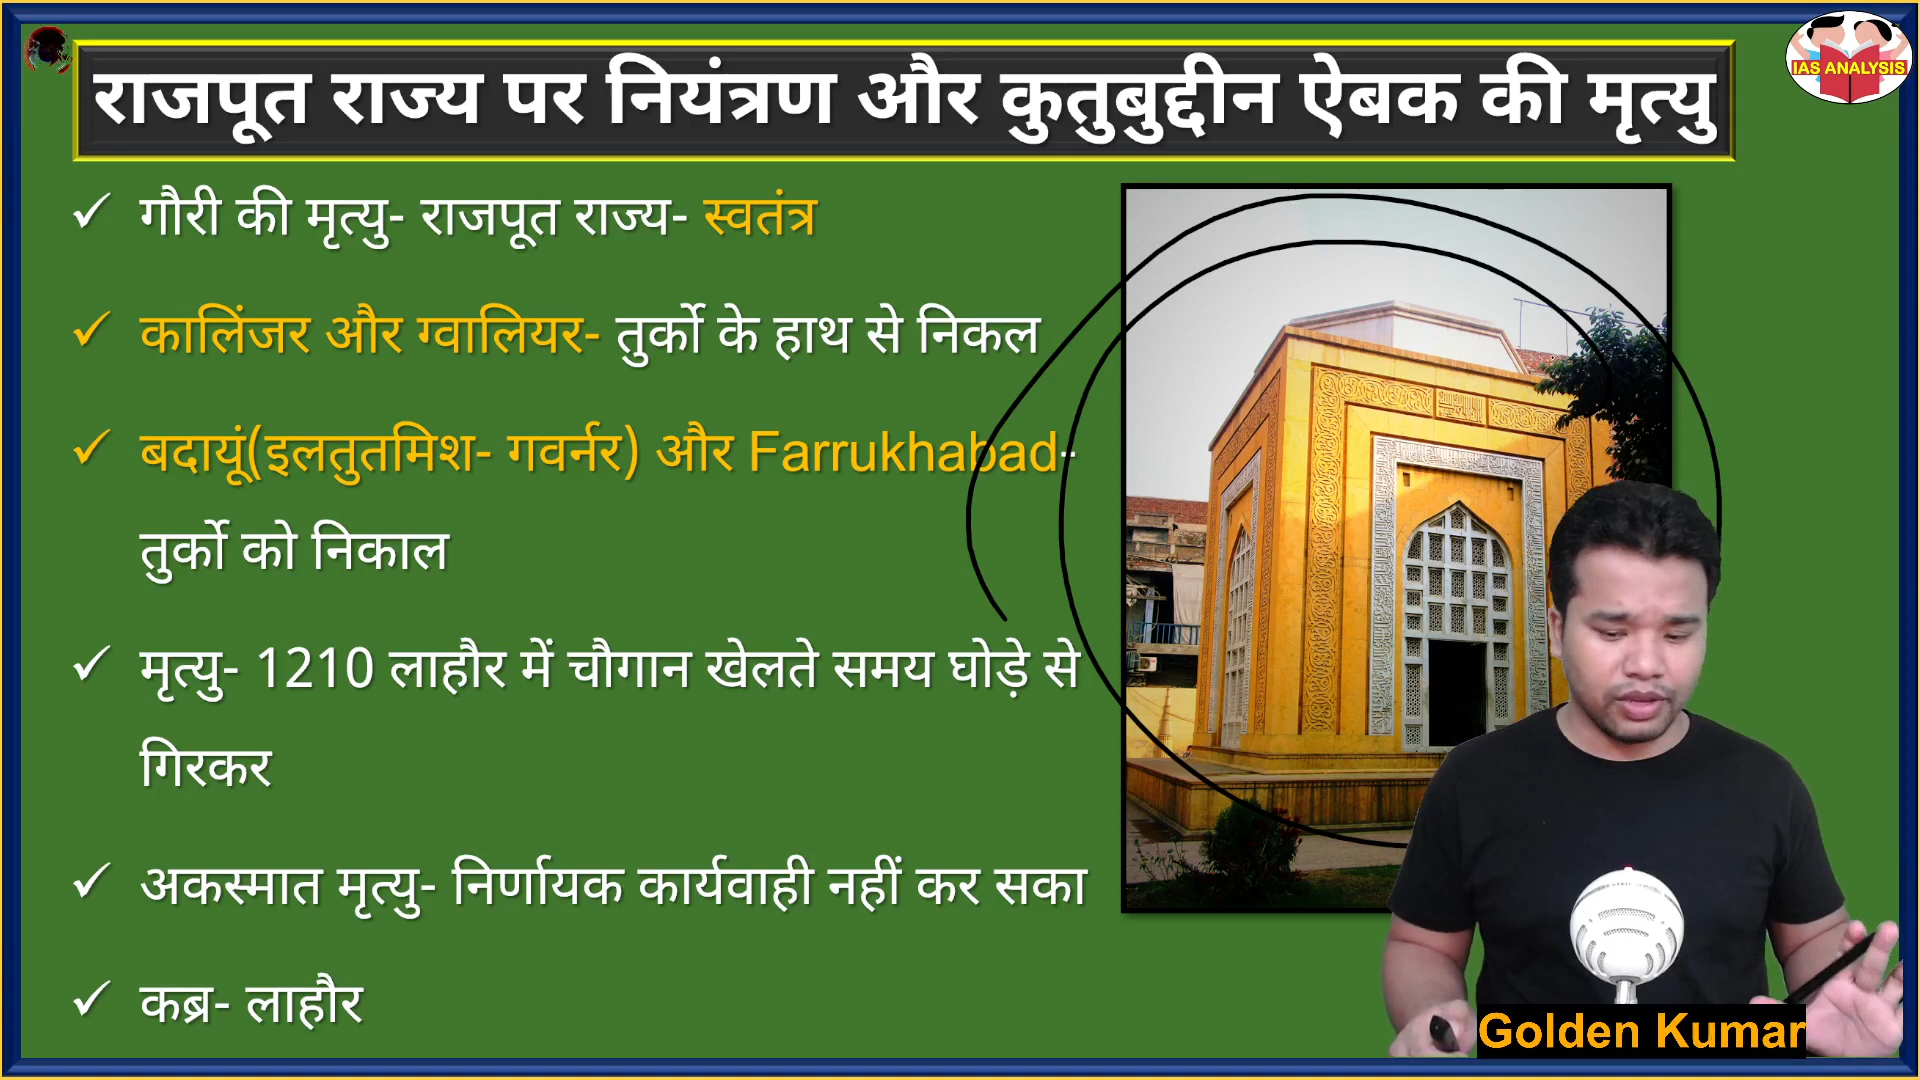 राजपूत राज्य पर नियंत्रण और कुतुबुद्दीन ऐबक की मृत्यु
IAS ANALYSIS
गौरी की मृत्यु- राजपूत राज्य- स्वतंत्र
कालिंजर और ग्वालियर- तुर्को के हाथ से निकल
बदायूं(इलतुतमिश- गवर्नर) और Farrukhabad-
तुर्को को निकाल
मृत्यु- 1210 लाहौर में चौगान खेलते समय घोड़े से
गिरकर
अकस्मात मृत्यु- निर्णायक कार्यवाही नहीं कर सका
कब्र- लाहौर
Golden Kumar